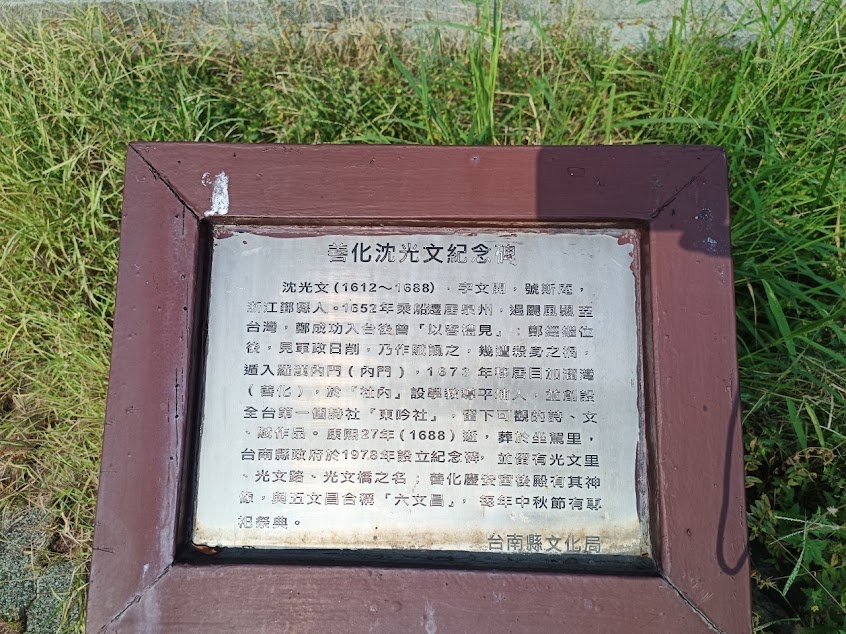 善化沈光文紀念碑
沈光文(1612～1688),字文開,號斯菴,
浙江鄞縣人。1652年乘船遷居泉州,遇颶風飄至
台灣,鄭成功入台後曾「以客禮見」;鄭經繼位
後,見軍政日削,乃作賦諷之,幾遭殺身之禍,
遁入羅漢內門(內門),1673年移居目加溜灣
(善化),於「社內」設學教導平埔人,並創設
全台第一個詩社「東吟社」,留下可觀的詩、文
、賦作品。康熙27年(1688)逝,葬於坐駕里,
台南縣政府於1978年設立紀念碑,並留有光文里
、光文路、光文橋之名;善化慶安宮後殿有其神
像,與五文昌合稱「六文昌」,每年中秋節有專
祀祭典。
台南縣文化局